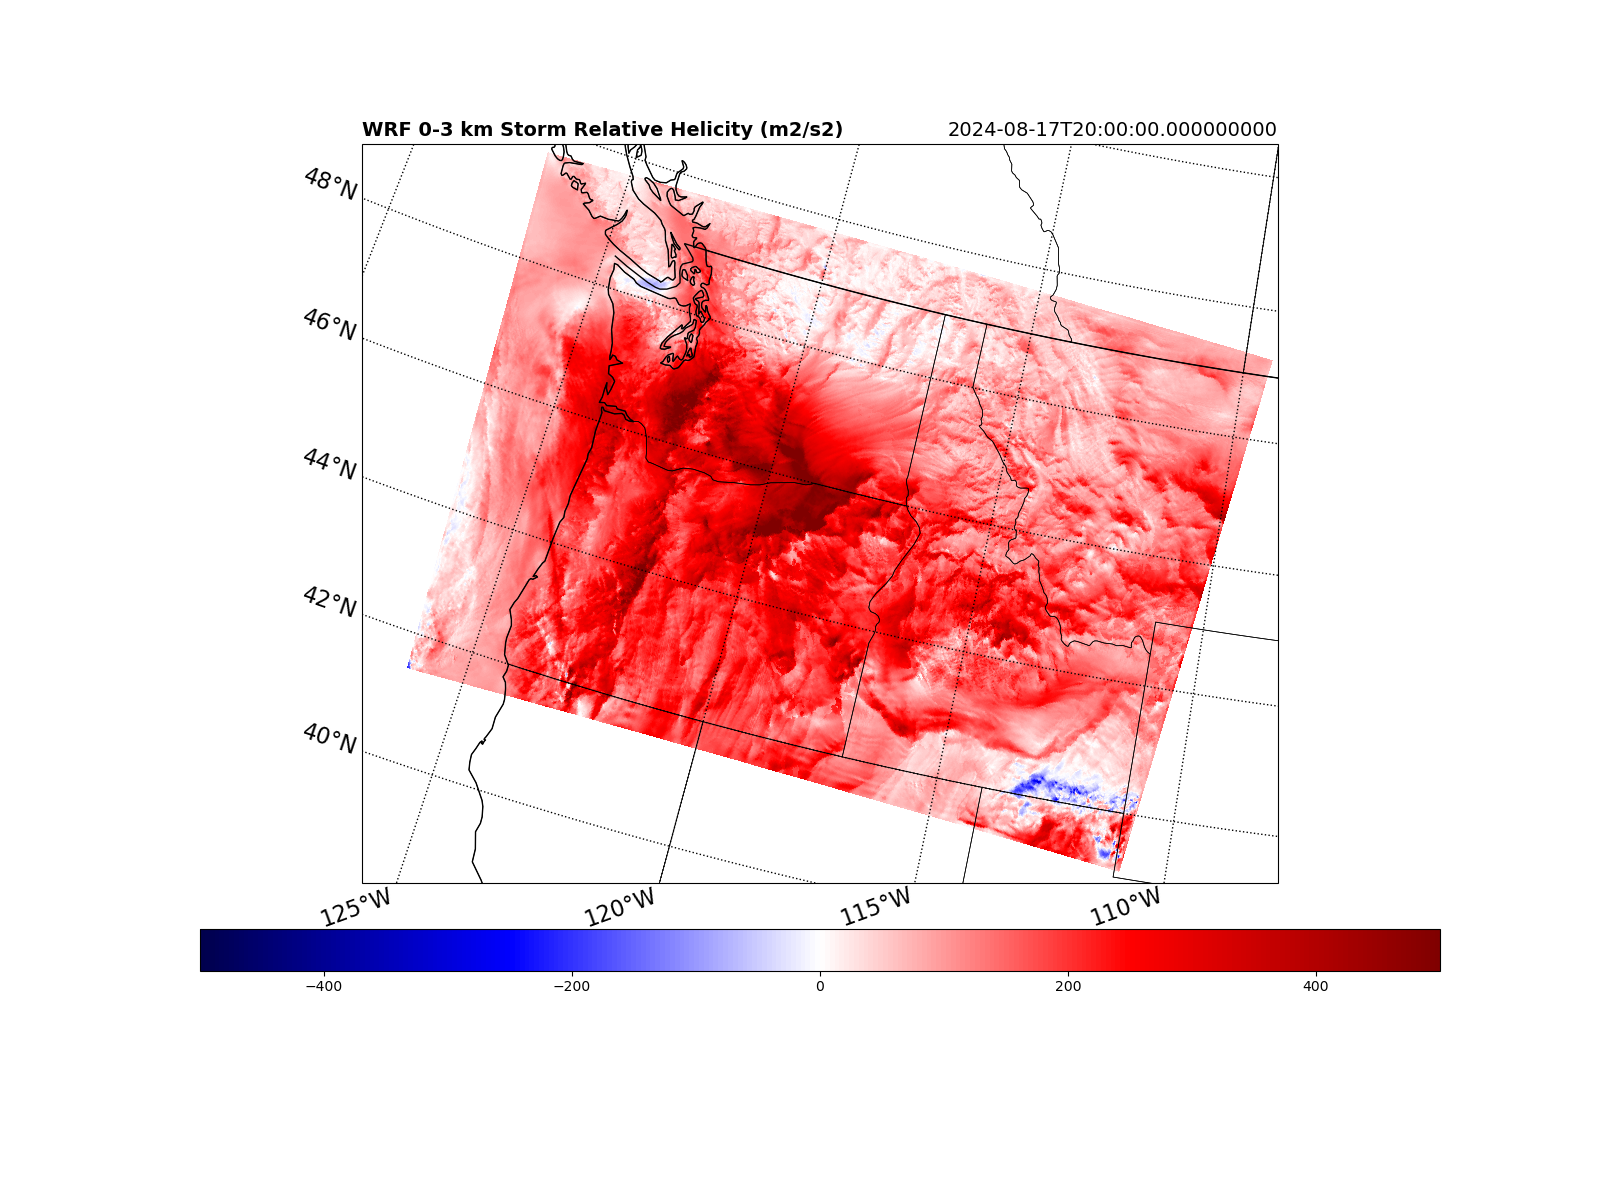 WRF 0-3 km Storm Relative Helicity (m2/s2) 2024-08-17T20:00:00.000000000
48°N
46°N
44°N
42°N
40°N
125°W 120°W 115°W 110°W
−400 −200 0 200 400